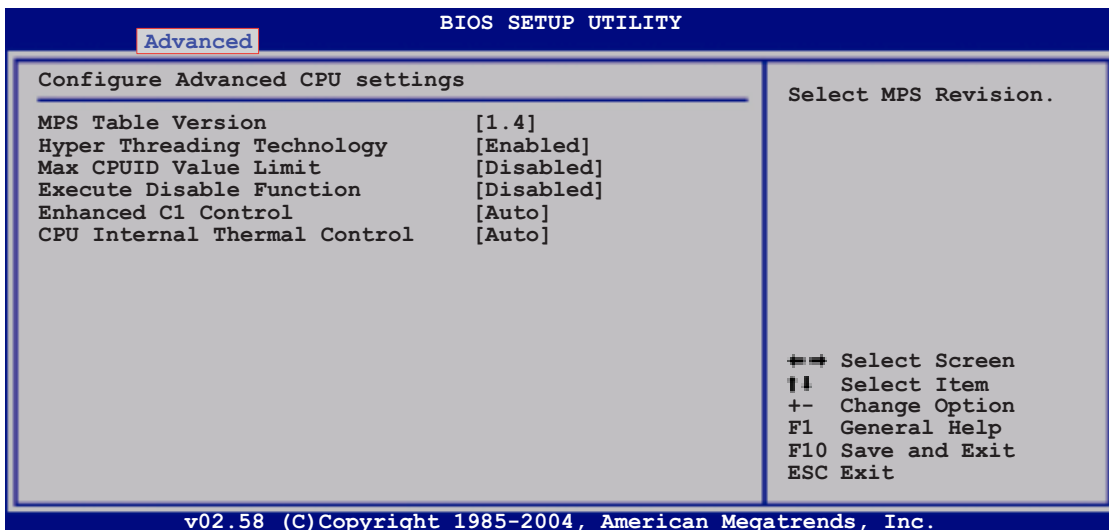 BIOS SETUP UTILITY
Advanced
Configure Advanced CPU settings
MPS Table Version [1.4]
Hyper Threading Technology [Enabled]
Max CPUID Value Limit [Disabled]
Execute Disable Function [Disabled]
Enhanced C1 Control [Auto]
CPU Internal Thermal Control [Auto]
Select MPS Revision.
←→ Select Screen
↑↓ Select Item
+- Change Option
F1 General Help
F10 Save and Exit
ESC Exit
v02.58 (C)Copyright 1985-2004, American Megatrends, Inc.